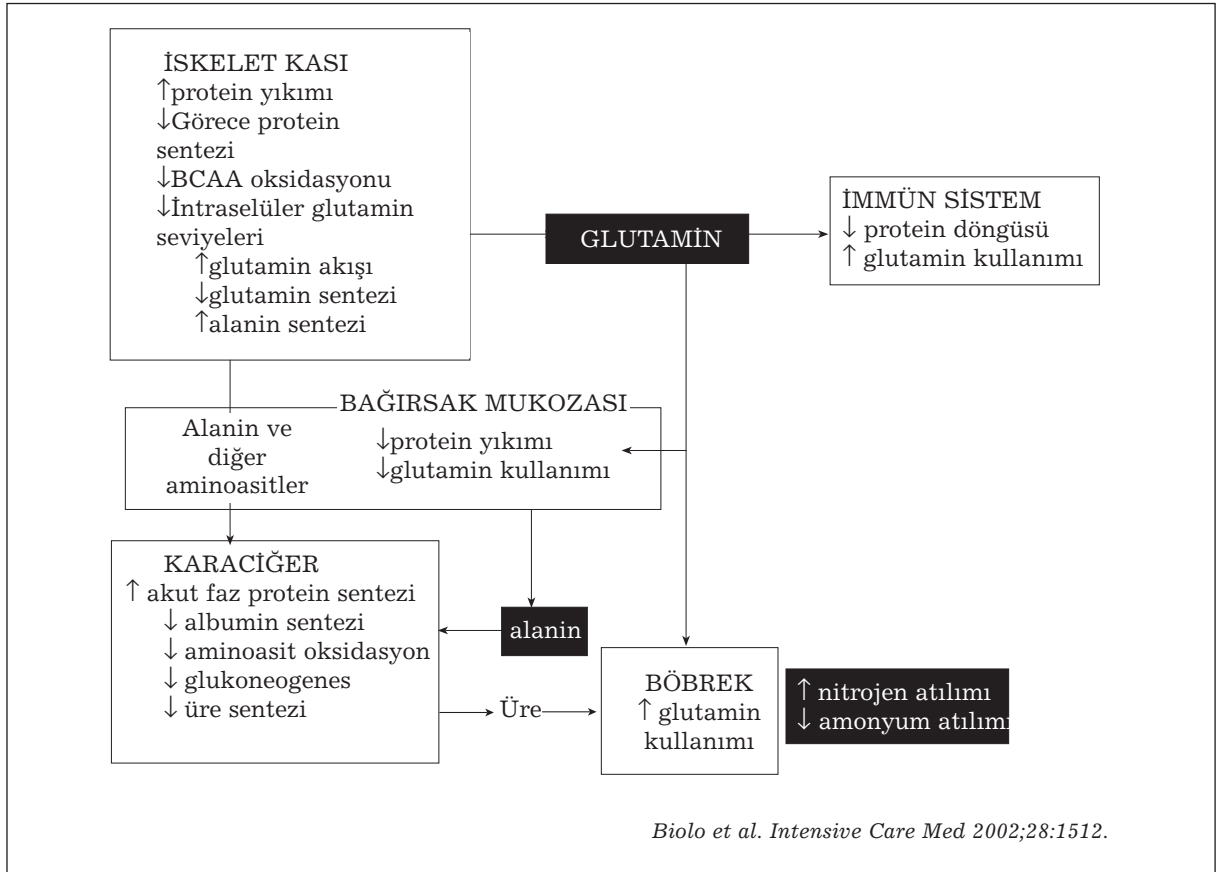 İSKELET KASI
↑protein yıkımı
↓Görece protein
sentezi
↓BCAA oksidasyonu
↓İntraselüler glutamin
seviyeleri
↑glutamin akışı
↓glutamin sentezi
↑alanin sentezi
GLUTAMİN
İMMÜN SİSTEM
↓ protein döngüsü
↑ glutamin kullanımı
BAĞIRSAK MUKOZASI
↓protein yıkımı
↓glutamin kullanımı
Alanin ve
diğer
aminoasitler
KARACİĞER
↑ akut faz protein sentezi
↓ albumin sentezi
↓ aminoasit oksidasyon
↓ glukoneogenes
↓ üre sentezi
alanin
Üre
BÖBREK
↑ glutamin
kullanımı
↑ nitrojen atılımı
↓ amonyum atılımı
Biolo et al. Intensive Care Med 2002;28:1512.